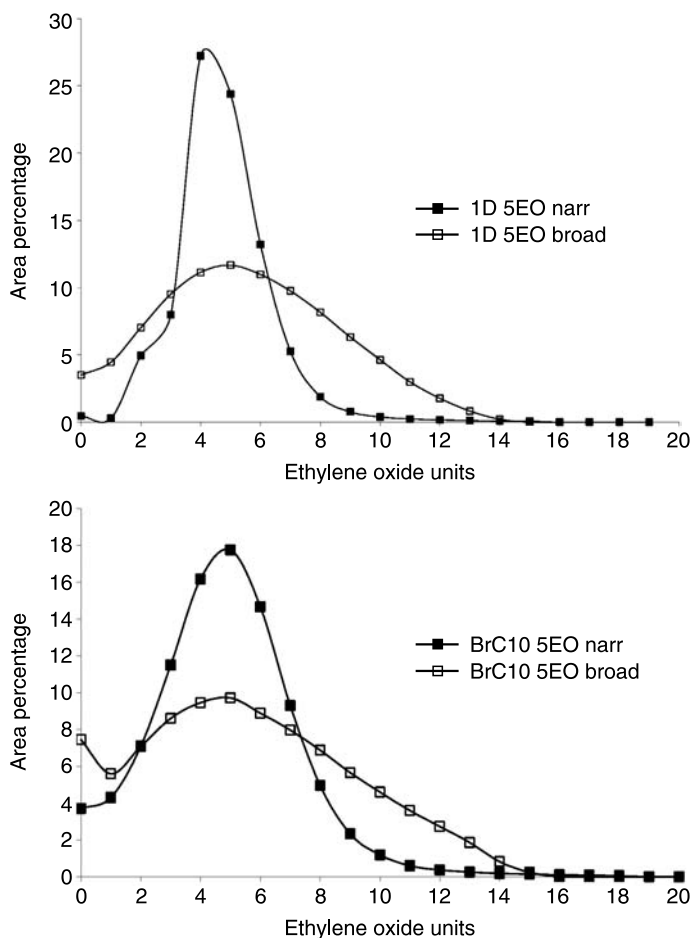 30
25
20
15
10
5
0
Area percentage
1D 5EO narr
1D 5EO broad
0 2 4 6 8 10 12 14 16 18 20
Ethylene oxide units
20
18
16
14
12
10
8
6
4
2
0
Area percentage
BrC10 5EO narr
BrC10 5EO broad
0 2 4 6 8 10 12 14 16 18 20
Ethylene oxide units